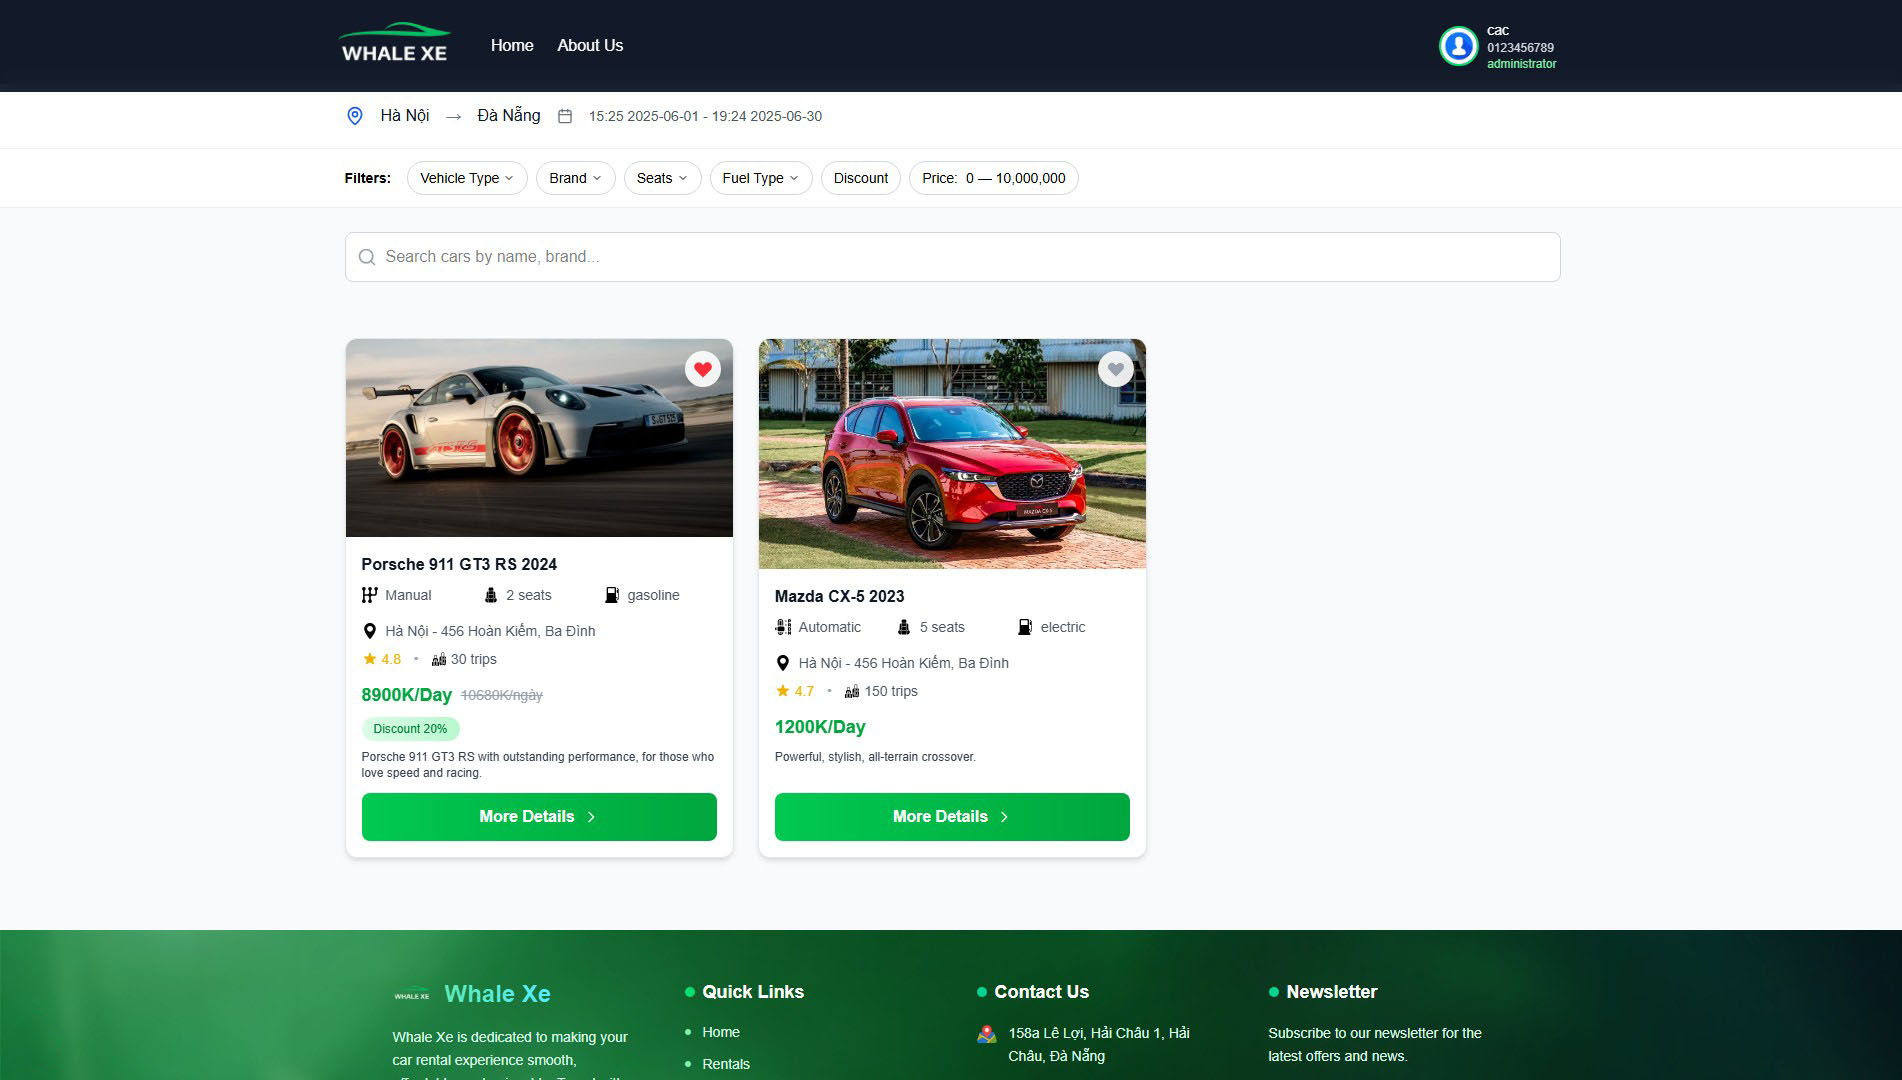 WHALE XE
Home
About Us
cac
0123456789
administrator
Hà Nội → Đà Nẵng 15:25 2025-06-01 - 19:24 2025-06-30
Filters: Vehicle Type Brand Seats Fuel Type Discount Price: 0 — 10,000,000
Search cars by name, brand...
Porsche 911 GT3 RS 2024
Manual 2 seats gasoline
Hà Nội - 456 Hoàn Kiếm, Ba Đình
4.8 • 30 trips
8900K/Day 10680K/ngày
Discount 20%
Porsche 911 GT3 RS with outstanding performance, for those who
love speed and racing.
More Details
MAZDA CX-5
Mazda CX-5 2023
Automatic 5 seats electric
Hà Nội - 456 Hoàn Kiếm, Ba Đình
4.7 • 150 trips
1200K/Day
Powerful, stylish, all-terrain crossover.
More Details
WHALE XE
Whale Xe
Whale Xe is dedicated to making your
car rental experience smooth,
Quick Links
Home
Rentals
Contact Us
158a Lê Lợi, Hải Châu 1, Hải
Châu, Đà Nẵng
Newsletter
Subscribe to our newsletter for the
latest offers and news.